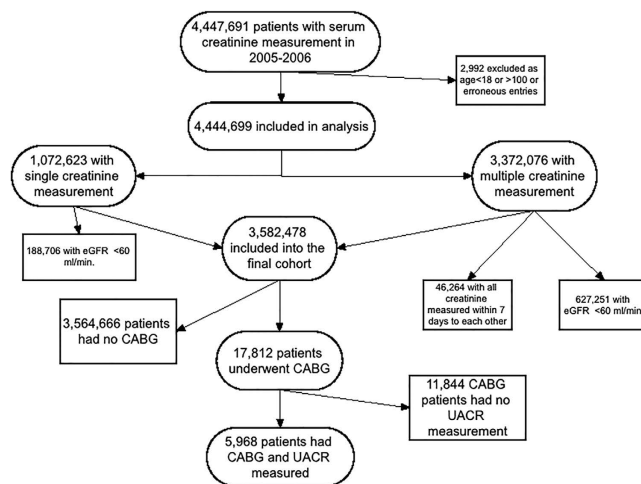 4,447,691 patients with serum
creatinine measurement in
2005-2006
2,992 excluded as
age<18 or >100 or
erroneous entries
4,444,699 included in analysis
1,072,623 with
single creatinine
measurement
3,372,076 with
multiple creatinine
measurement
3,582,478
included into the
final cohort
188,706 with eGFR <60
ml/min.
46,264 with all
creatinine
measured within 7
days to each other
627,251 with
eGFR <60 ml/min
3,564,666 patients
had no CABG
17,812 patients
underwent CABG
11,844 CABG
patients had no
UACR
measurement
5,968 patients had
CABG and UACR
measured